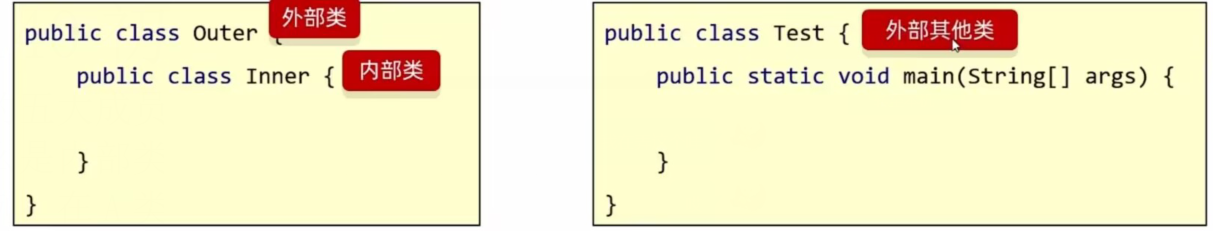 public class Outer { 外部类
public class Inner { 内部类
}
}
public class Test { 外部其他类
public static void main(String[] args) {
}
}